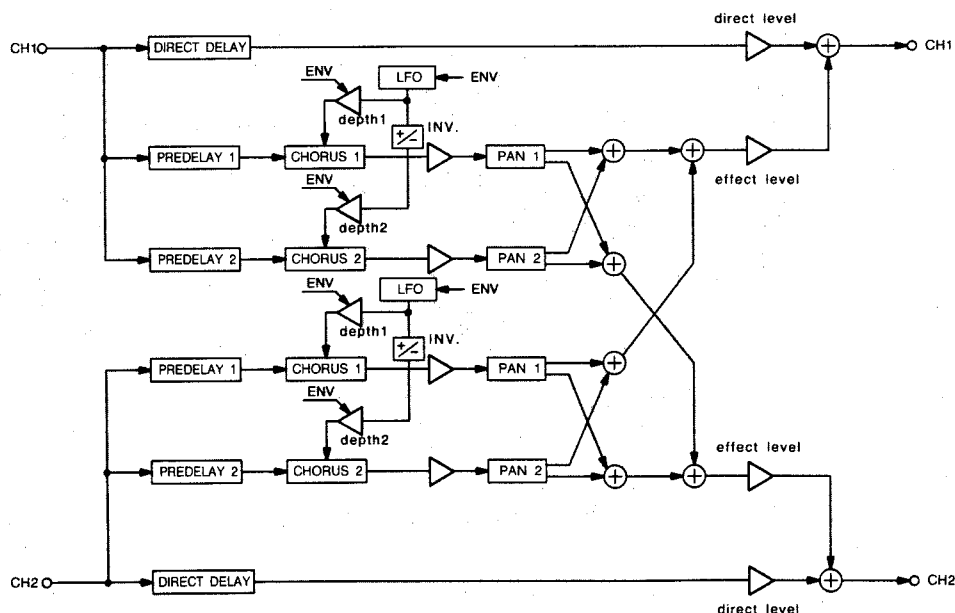 direct level
CH1
DIRECT DELAY
CH1
ENV
LFO
ENV
depth1
+/−
INV.
PREDELAY 1
CHORUS 1
PAN 1
effect level
ENV
depth2
PREDELAY 2
CHORUS 2
PAN 2
ENV
LFO
ENV
depth1
+/−
INV.
PREDELAY 1
CHORUS 1
PAN 1
ENV
depth2
effect level
PREDELAY 2
CHORUS 2
PAN 2
CH2
DIRECT DELAY
CH2
direct level